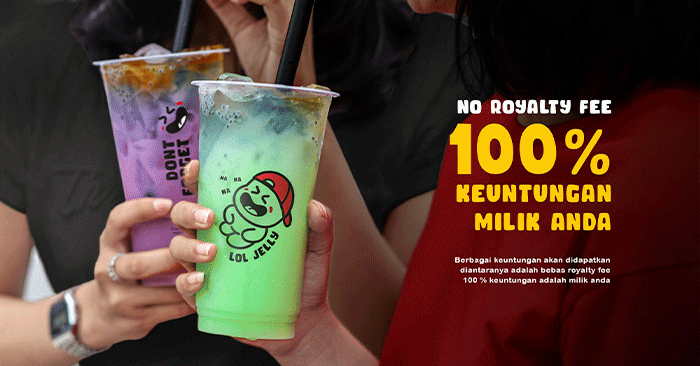 DONT
FORGET
HA HA
HA
LOL JELLY
NO ROYALTY FEE
100%
KEUNTUNGAN
MILIK ANDA
Berbagai keuntungan akan didapatkan
diantaranya adalah bebas royalty fee
100 % keuntungan adalah milik anda